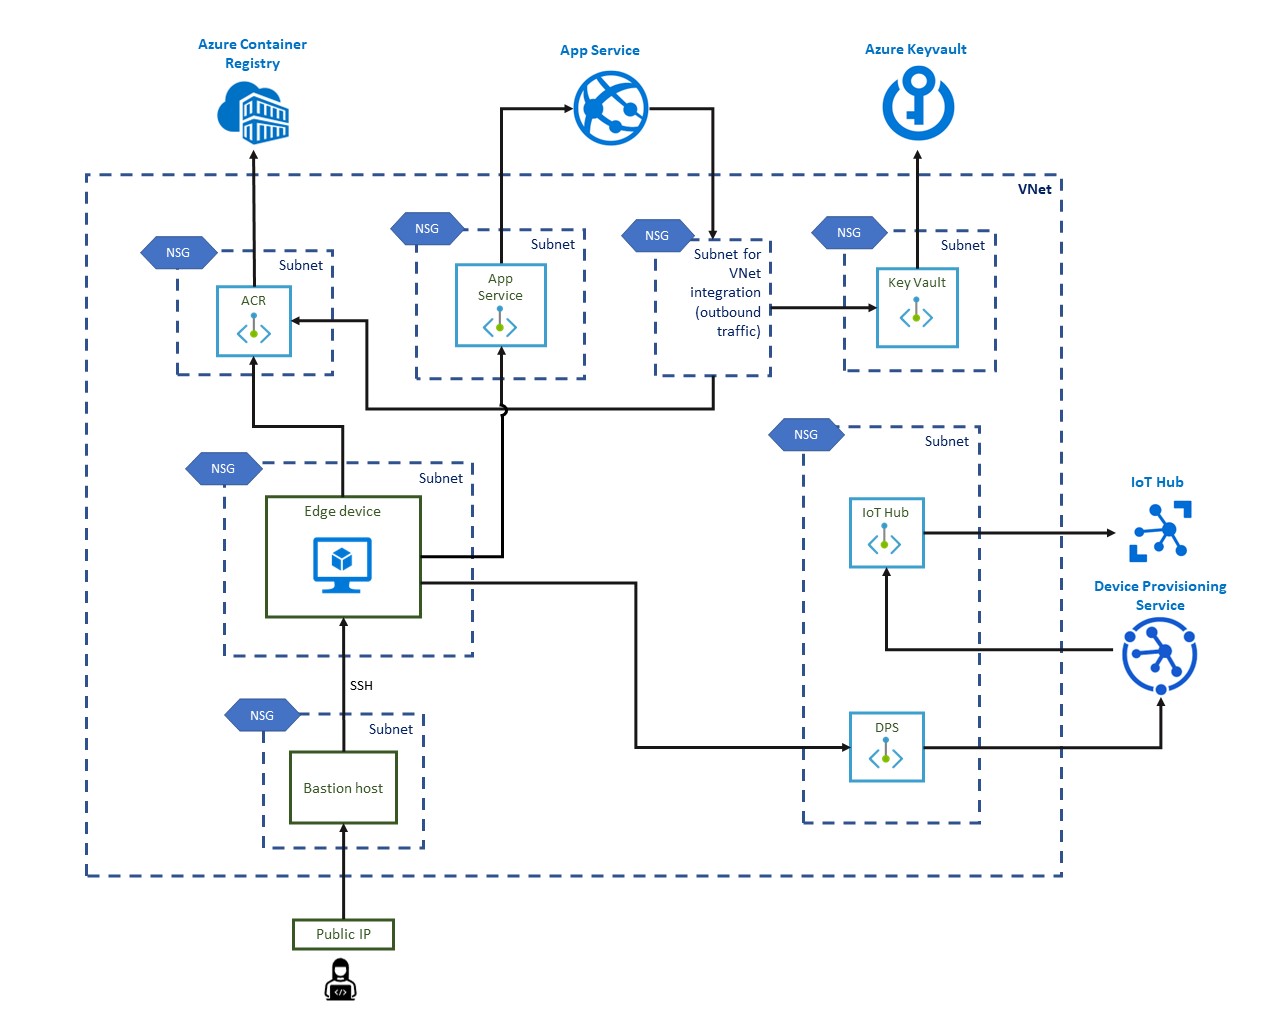 Azure Container
Registry
App Service
Azure Keyvault
VNet
NSG
Subnet
ACR
NSG
Subnet
App
Service
NSG
Subnet for
VNet
integration
(outbound
traffic)
NSG
Subnet
Key Vault
NSG
Subnet
Edge device
NSG
Subnet
IoT Hub
IoT Hub
Device Provisioning
Service
SSH
NSG
Subnet
Bastion host
DPS
Public IP